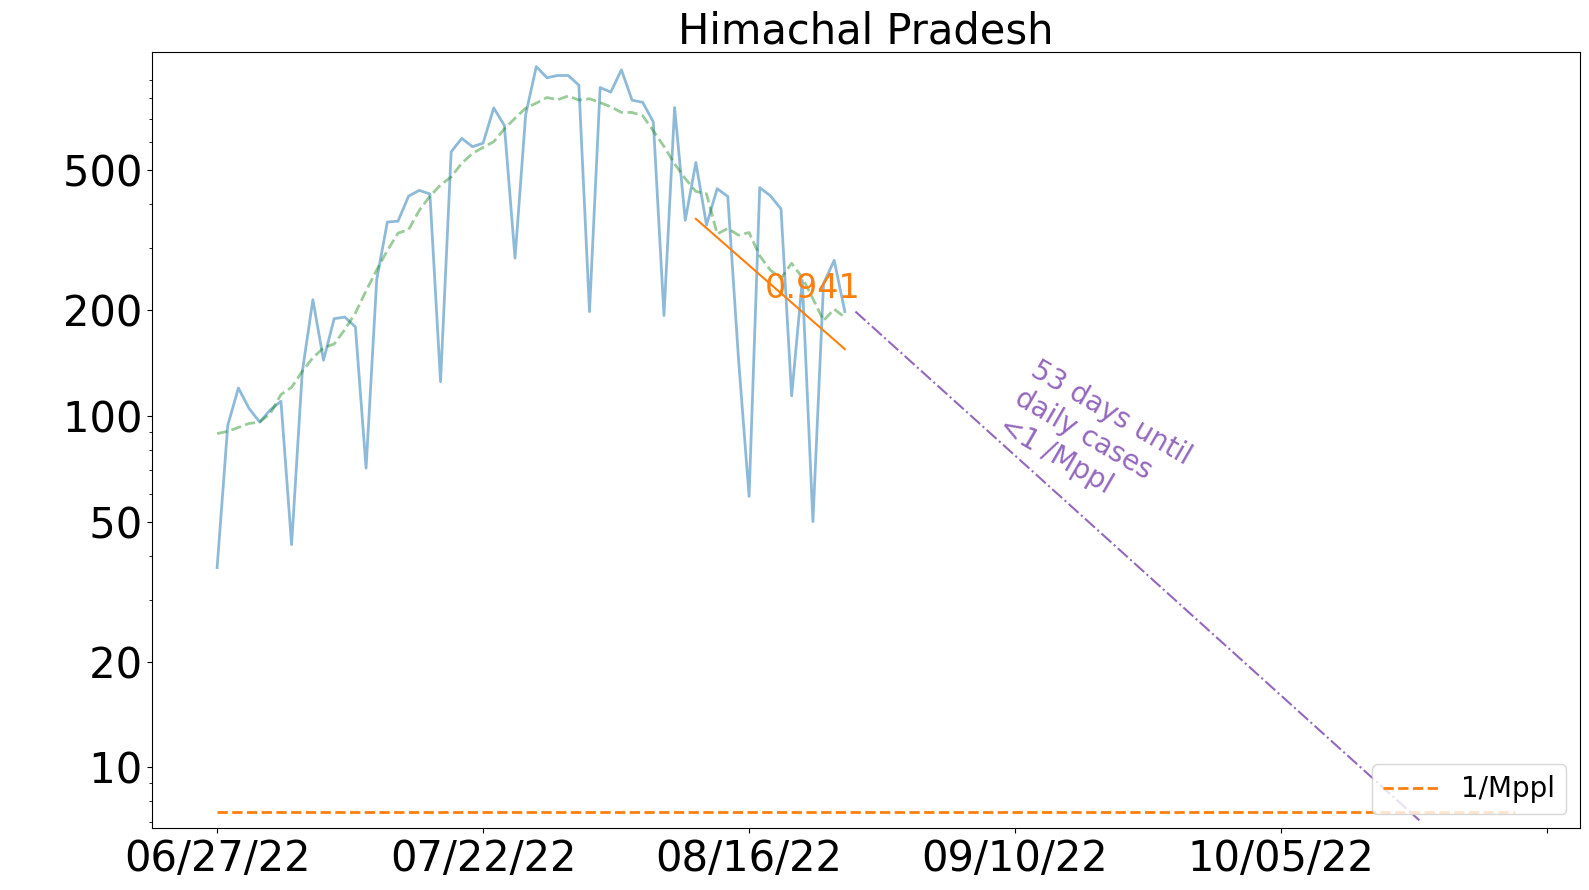 Himachal Pradesh
500
200
100
50
20
10
0.941
53 days until
daily cases
<1 /Mppl
1/Mppl
06/27/22
07/22/22
08/16/22
09/10/22
10/05/22